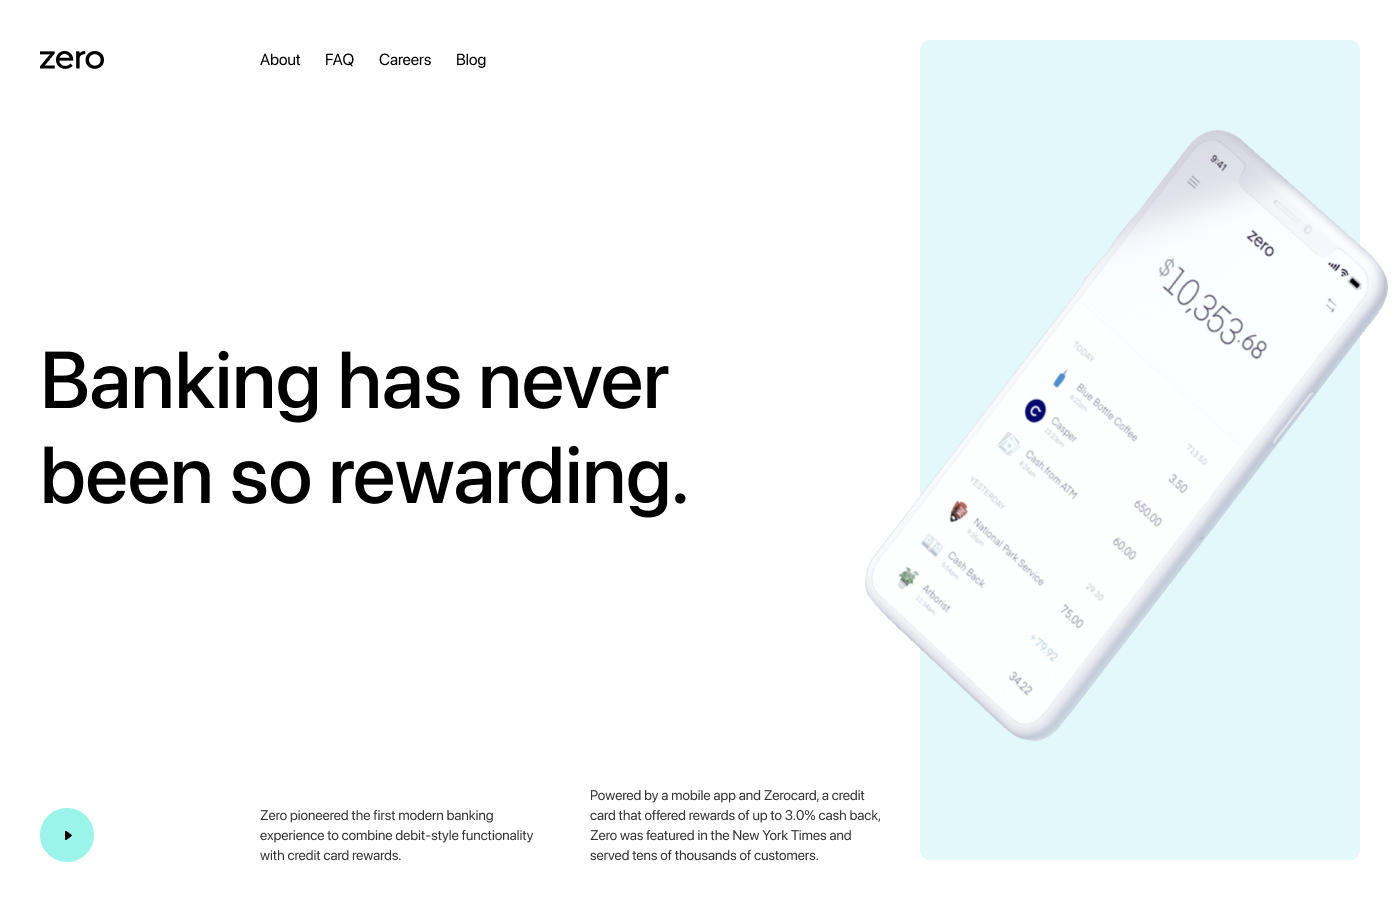 zero
About FAQ Careers Blog
Banking has never
been so rewarding.
Zero pioneered the first modern banking
experience to combine debit-style functionality
with credit card rewards.
Powered by a mobile app and Zerocard, a credit
card that offered rewards of up to 3.0% cash back,
Zero was featured in the New York Times and
served tens of thousands of customers.
9:41
zero
$10,353.68
TODAY
713.50
Blue Bottle Coffee
3.50
Casper
650.00
C
Cash from ATM
60.00
YESTERDAY
29.30
National Park Service
75.00
Cash Back
+79.92
Arborist
34.22